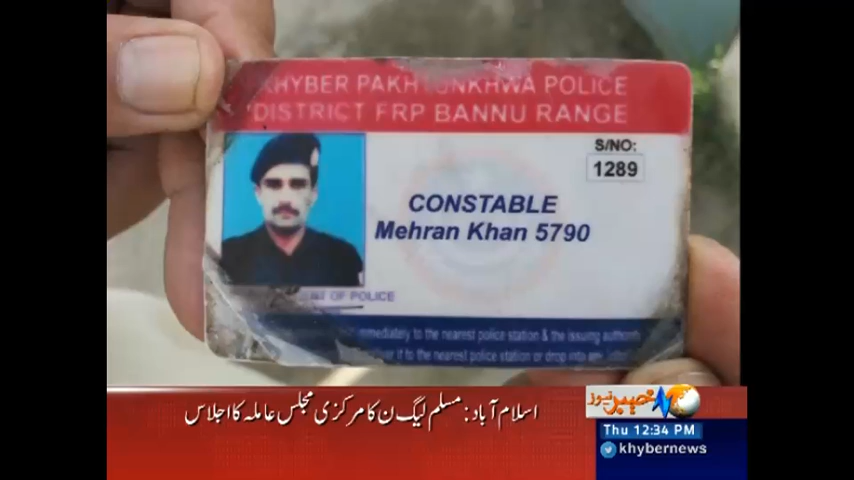 KHYBER PAKHTUNKHWA POLICE
DISTRICT FRP BANNU RANGE
S/NO:
1289
CONSTABLE
Mehran Khan 5790
OF POLICE
immediately to the nearest police station & the issuing authority
it to the nearest police station or drop into
اسلام آباد: مسلم لیگ ن کا مرکزی مجلس عاملہ کا اجلاس
خیبر نیوز
Thu 12:34 PM
khybernews